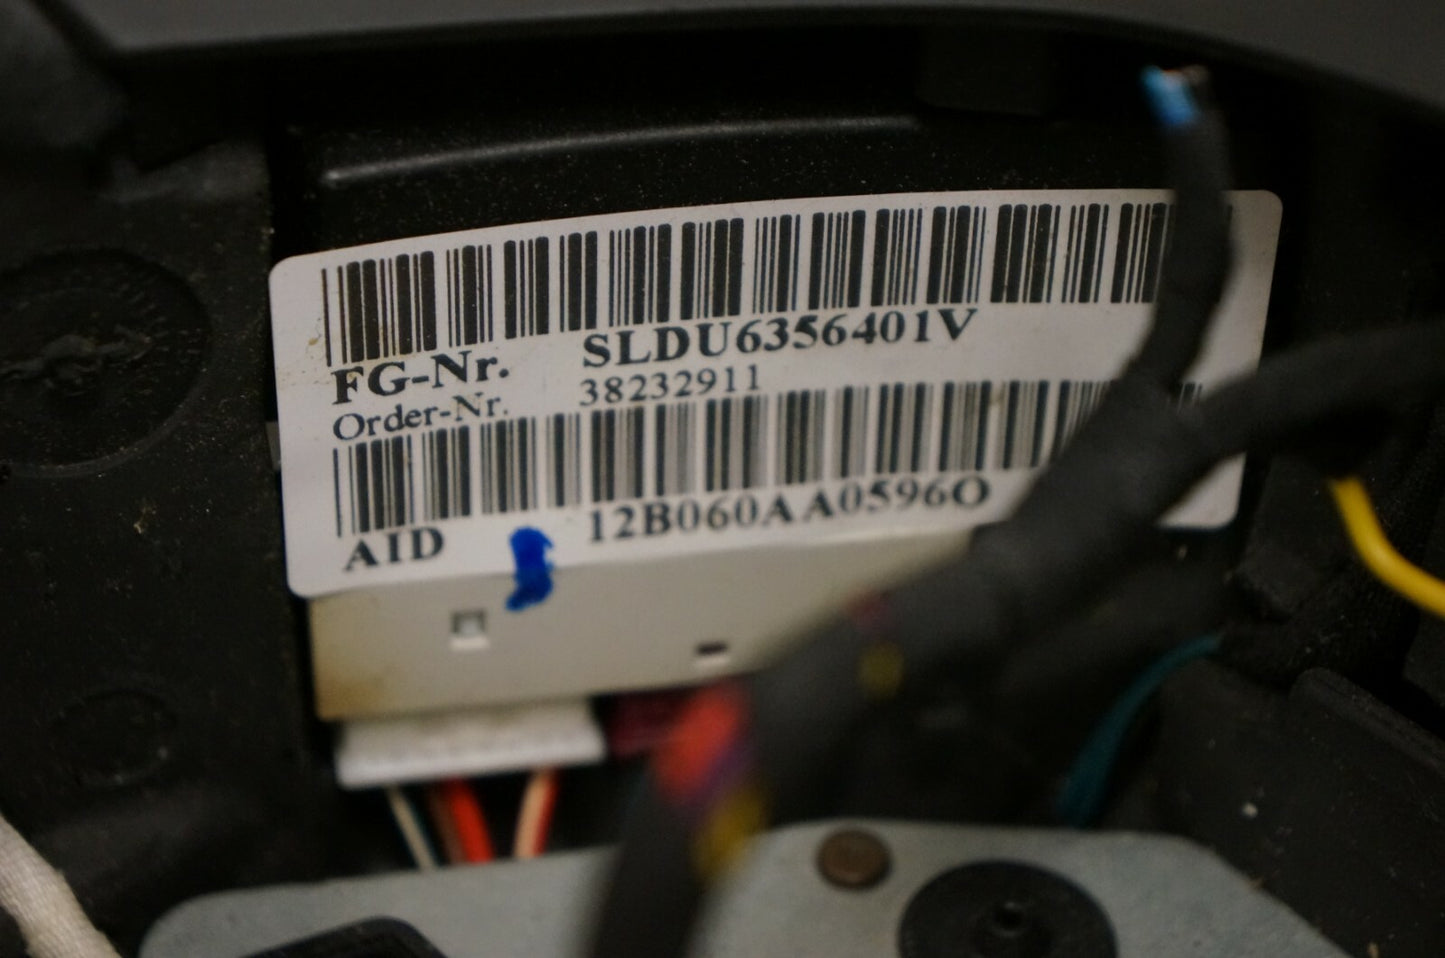 FG-Nr. SLDU6356401V
Order-Nr. 38232911
AID 12B060AA0596O